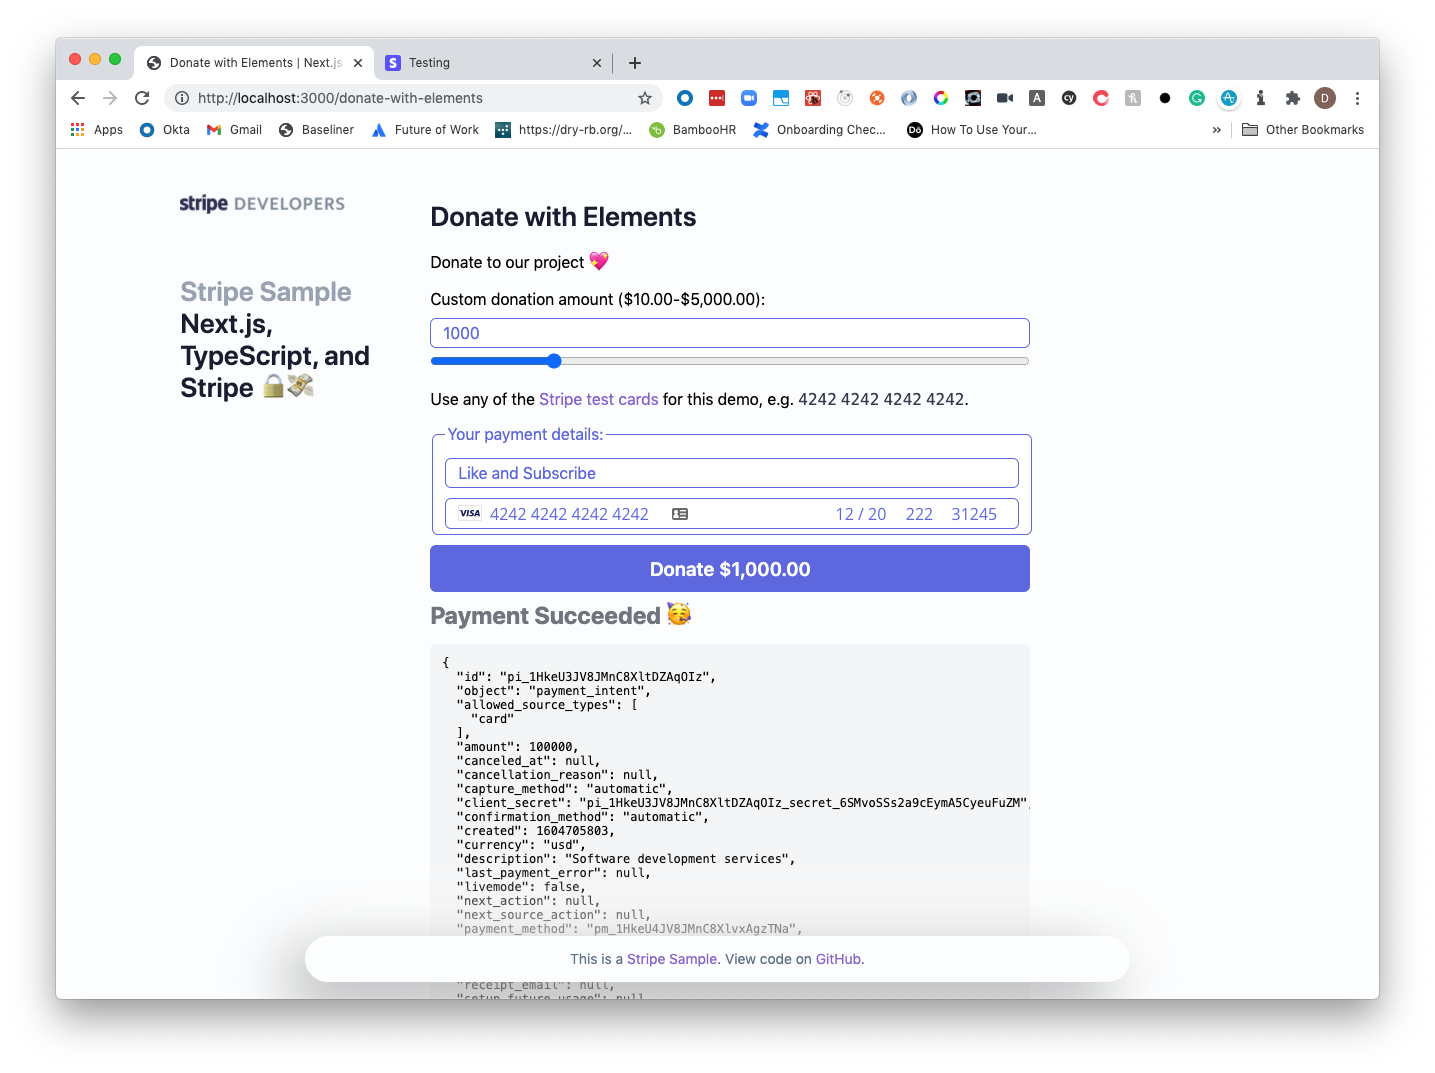 Donate with Elements | Next.js
Testing
http://localhost:3000/donate-with-elements
D
Apps
Okta
Gmail
Baseliner
Future of Work
https://dry-rb.org/...
BambooHR
Onboarding Chec...
How To Use Your...
»
Other Bookmarks
stripe DEVELOPERS
Stripe Sample
Next.js,
TypeScript, and
Stripe 🔒💸
Donate with Elements
Donate to our project 💖
Custom donation amount ($10.00-$5,000.00):
1000
Use any of the Stripe test cards for this demo, e.g. 4242 4242 4242 4242.
Your payment details:
Like and Subscribe
VISA 4242 4242 4242 4242 12 / 20 222 31245
Donate $1,000.00
Payment Succeeded 🥳
{
"id": "pi_1HkeU3JV8JMnC8XltDZAqOIz",
"object": "payment_intent",
"allowed_source_types": [
"card"
],
"amount": 100000,
"canceled_at": null,
"cancellation_reason": null,
"capture_method": "automatic",
"client_secret": "pi_1HkeU3JV8JMnC8XltDZAqOIz_secret_6SMvoSSs2a9cEymA5CyeuFuZM",
"confirmation_method": "automatic",
"created": 1604705803,
"currency": "usd",
"description": "Software development services",
"last_payment_error": null,
"livemode": false,
"next_action": null,
"next_source_action": null,
"payment_method": "pm_1HkeU4JV8JMnC8XlvxAgzTNa",
This is a Stripe Sample. View code on GitHub.
"receipt_email": null,
"setup_future_usage": null